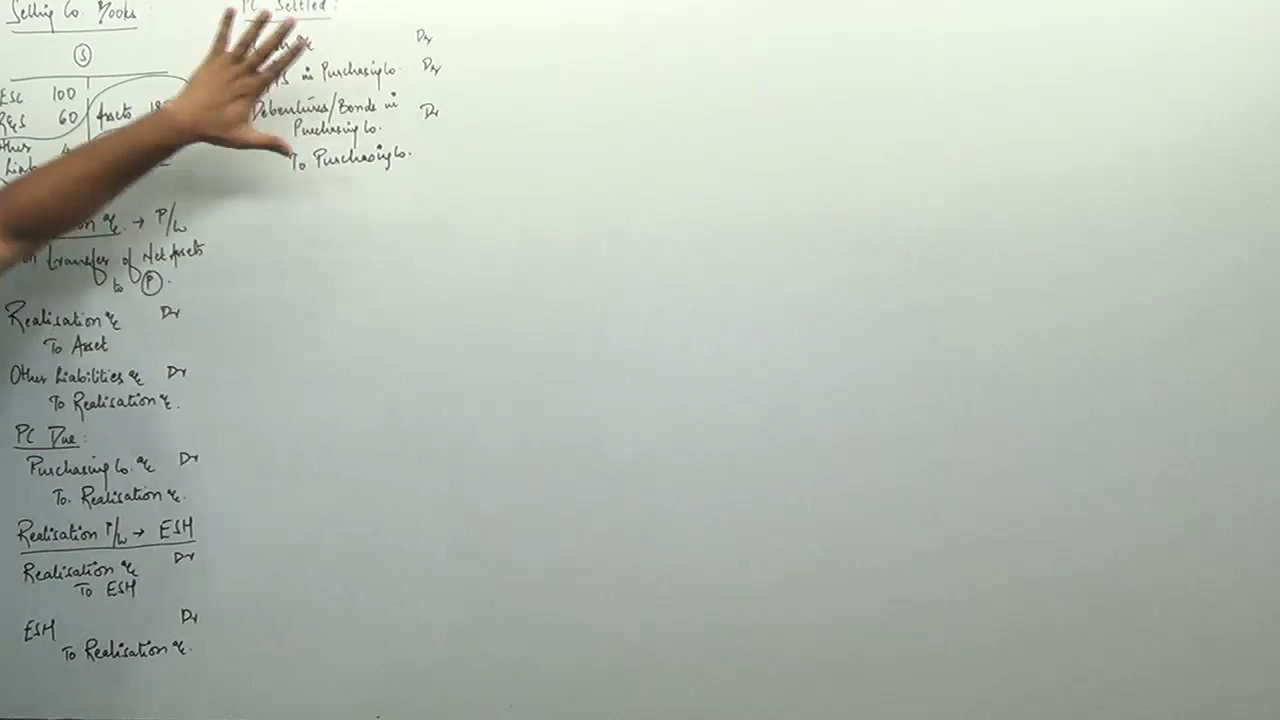 Selling Co. Books:
S
ESC 100
R&S 60 Assets
Other
Liab
a/c → P/L
transfer of Net Assets
to P.
Realisation a/c Dr
To Asset
Other Liabilities a/c Dr
To Realisation a/c.
PC Due:
Purchasing Co. a/c Dr
To Realisation a/c.
Realisation P/L → ESH
Realisation a/c Dr
To ESH
ESH Dr
To Realisation a/c.
PC Settled:
a/c Dr
in Purchasing Co. Dr
Debentures/Bonds in Dr
Purchasing Co.
To Purchasing Co.